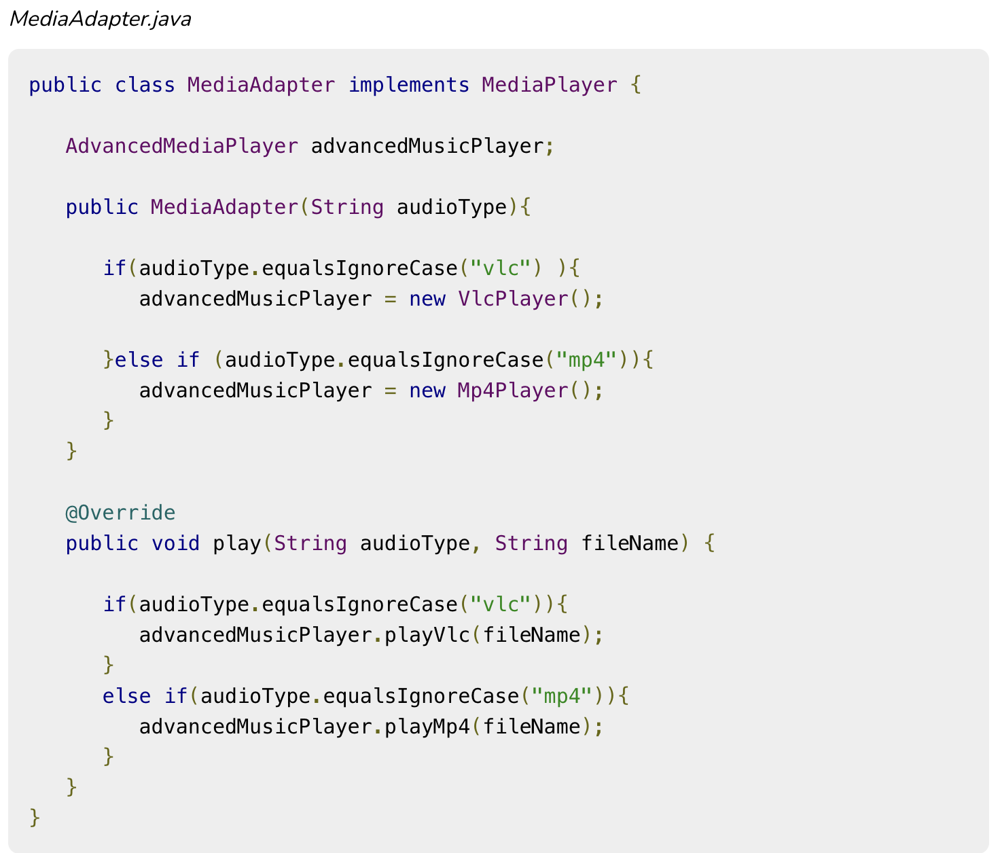 MediaAdapter.java
public class MediaAdapter implements MediaPlayer {
   AdvancedMediaPlayer advancedMusicPlayer;
   public MediaAdapter(String audioType){
      if(audioType.equalsIgnoreCase("vlc") ){
         advancedMusicPlayer = new VlcPlayer();
      }else if (audioType.equalsIgnoreCase("mp4")){
         advancedMusicPlayer = new Mp4Player();
      }
   }
   @Override
   public void play(String audioType, String fileName) {
      if(audioType.equalsIgnoreCase("vlc")){
         advancedMusicPlayer.playVlc(fileName);
      }
      else if(audioType.equalsIgnoreCase("mp4")){
         advancedMusicPlayer.playMp4(fileName);
      }
   }
}